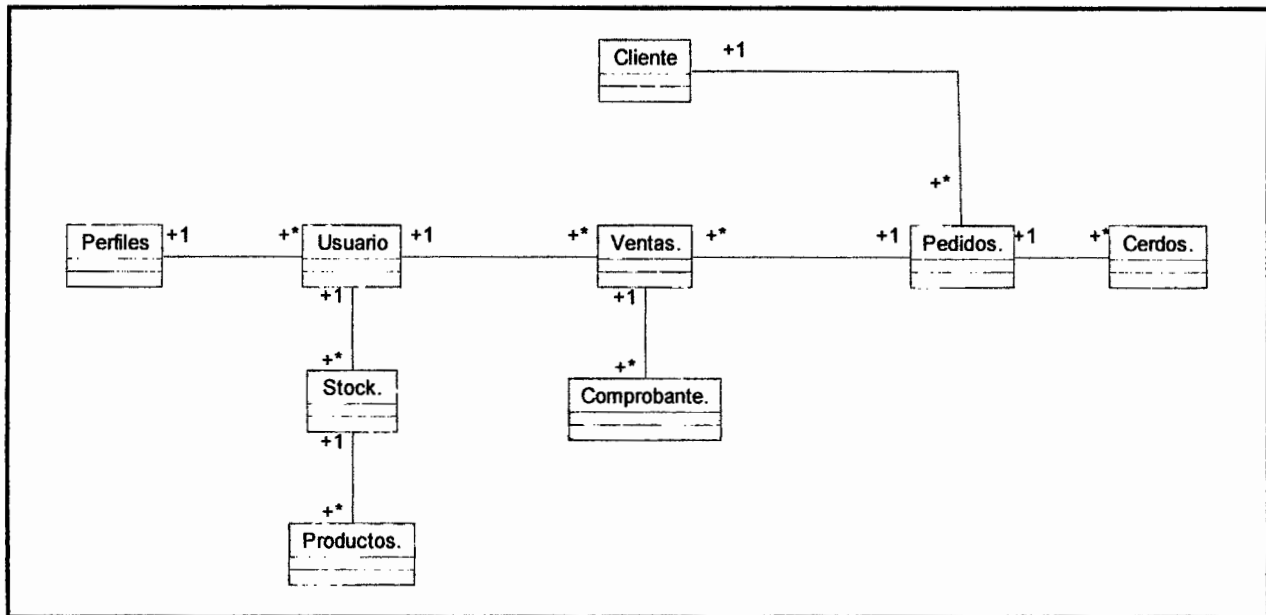 Cliente +1
+*
Perfiles +1 +* Usuario +1 +* Ventas. +* +1 Pedidos. +1 +* Cerdos.
+1 +1
+* +*
Stock. Comprobante.
+1
+*
Productos.